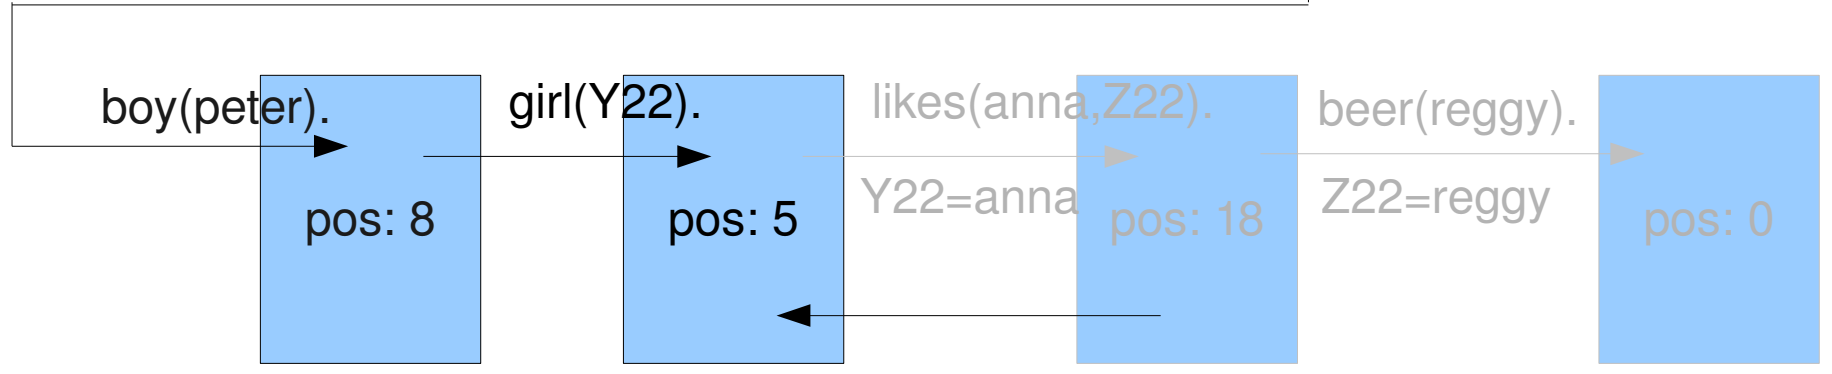 boy(peter).
girl(Y22).
likes(anna,Z22).
beer(reggy).
Y22=anna
Z22=reggy
pos: 8
pos: 5
pos: 18
pos: 0